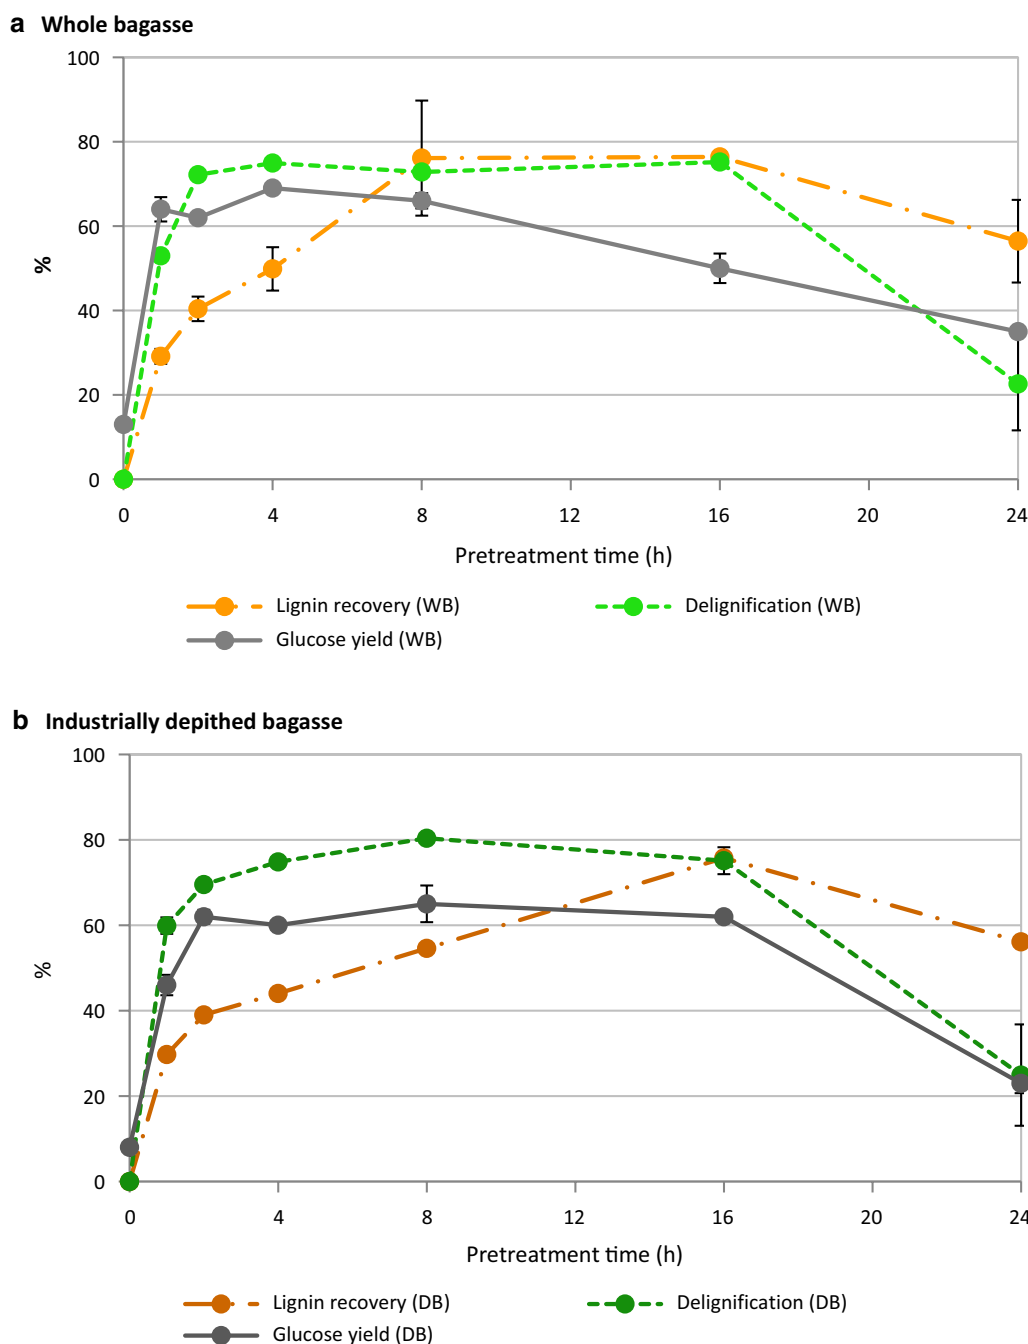 a Whole bagasse
100
80
60
40
20
0
%
0 4 8 12 16 20 24
Pretreatment time (h)
Lignin recovery (WB) Delignification (WB)
Glucose yield (WB)
b Industrially depithed bagasse
100
80
60
40
20
0
%
0 4 8 12 16 20 24
Pretreatment time (h)
Lignin recovery (DB) Delignification (DB)
Glucose yield (DB)